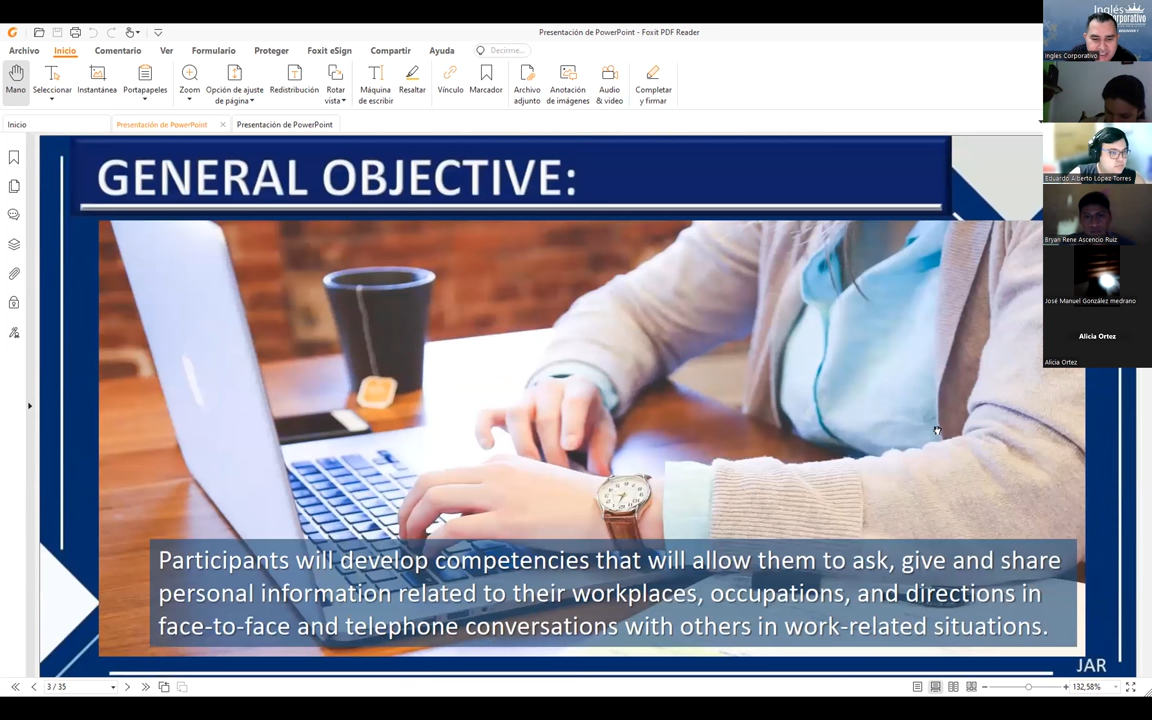 Presentación de PowerPoint - Foxit PDF Reader
Archivo Inicio Comentario Ver Formulario Proteger Foxit eSign Compartir Ayuda Decirme...
Mano Seleccionar Instantánea Portapapeles Zoom Opción de ajuste de página Redistribución Rotar vista Máquina de escribir Resaltar Vínculo Marcador Archivo adjunto Anotación de imágenes Audio & video Completar y firmar
Inicio Presentación de PowerPoint Presentación de PowerPoint
GENERAL OBJECTIVE:
Participants will develop competencies that will allow them to ask, give and share
personal information related to their workplaces, occupations, and directions in
face-to-face and telephone conversations with others in work-related situations.
JAR
3 / 35
132,58%
Inglés
Corporativo
Ingles Corporativo
Eduardo Alberto López Torres
Bryan Rene Ascencio Ruiz
José Manuel González medrano
Alicia Ortez
Alicia Ortez